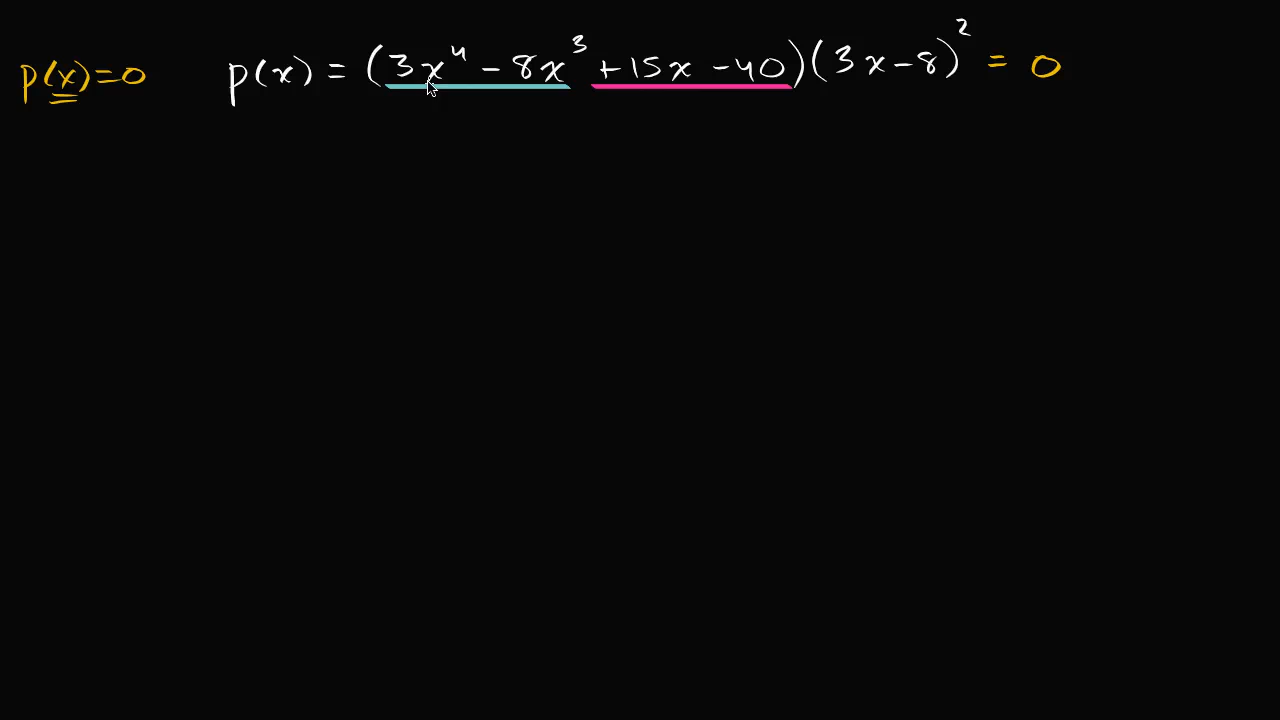 p(x)=0 p(x) = (3x⁴ - 8x³ + 15x - 40)(3x - 8)² = 0